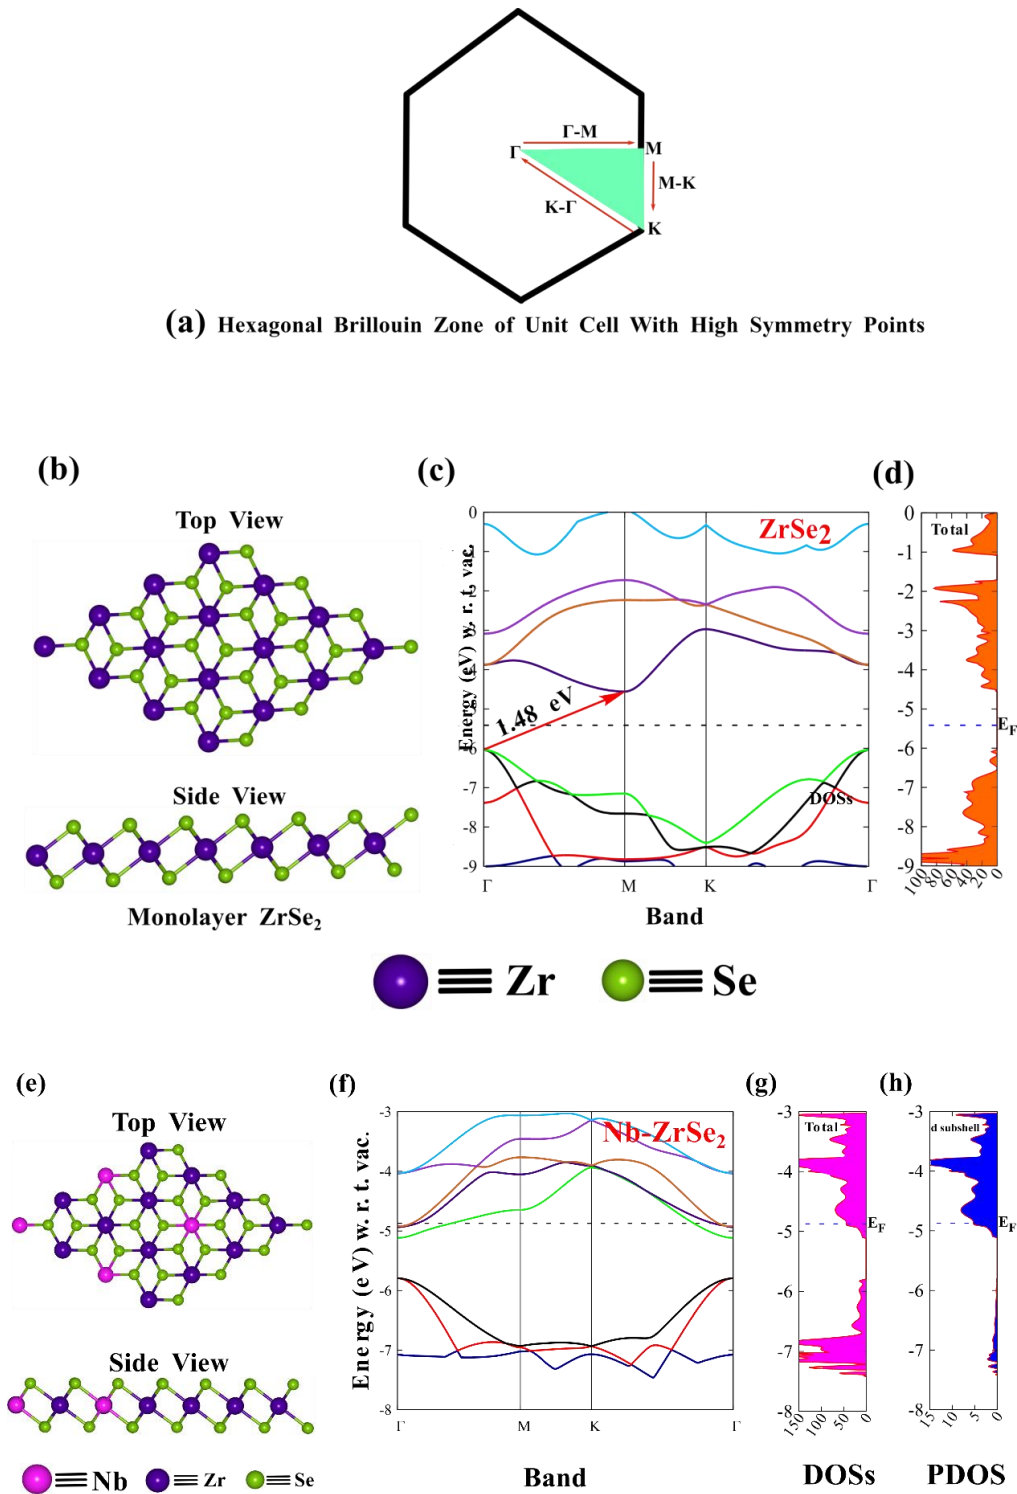 Γ-M
Γ
M
M-K
K-Γ
K
(a) Hexagonal Brillouin Zone of Unit Cell With High Symmetry Points
(b)
(c)
(d)
Top View
Side View
Monolayer ZrSe2
Energy (eV) w. r. t. vac.
0
-1
-2
-3
-4
-5
-6
-7
-8
-9
ZrSe2
1.48 eV
DOSs
Γ
M
K
Γ
Band
0
-1
-2
-3
-4
-5
-6
-7
-8
-9
Total
EF
100
80
60
40
20
0
Zr
Se
(e)
(f)
(g)
(h)
Top View
Side View
Nb
Zr
Se
Energy (eV) w. r. t. vac.
-3
-4
-5
-6
-7
-8
Nb-ZrSe2
Γ
M
K
Γ
Band
-3
-4
-5
-6
-7
-8
Total
EF
150
100
50
0
DOSs
-3
-4
-5
-6
-7
-8
d subshell
EF
15
10
5
0
PDOS